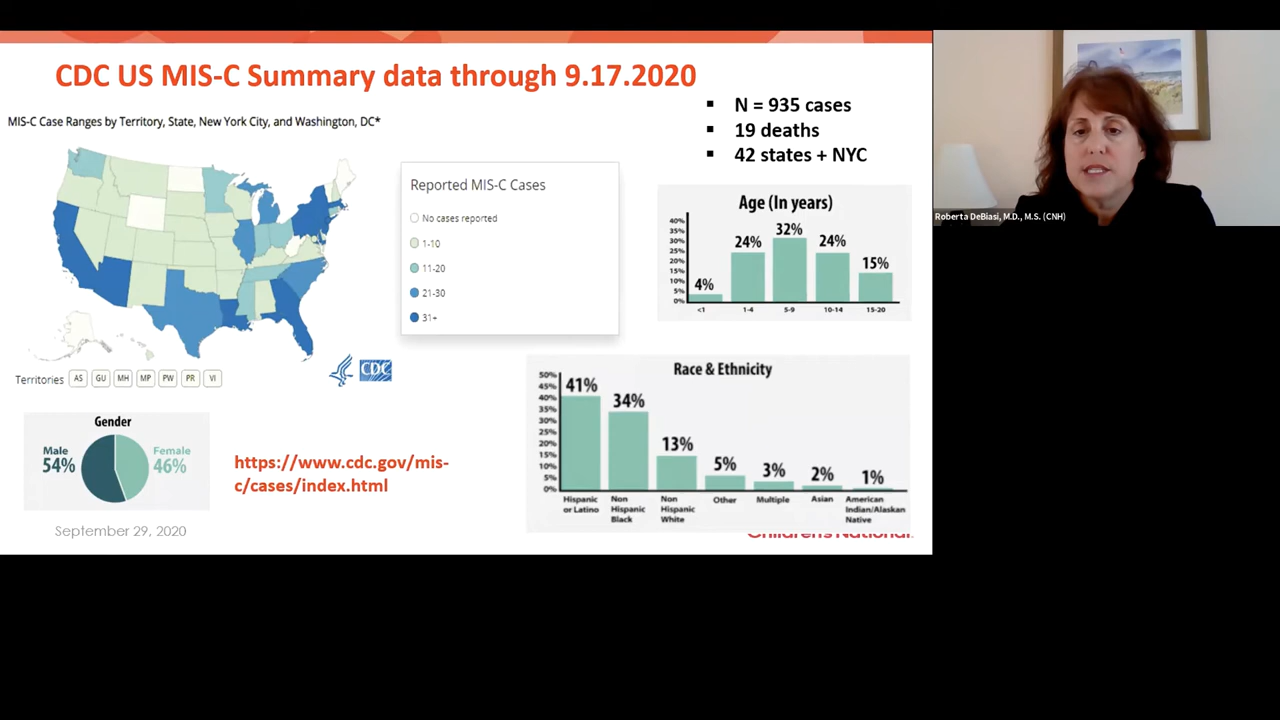 CDC US MIS-C Summary data through 9.17.2020
MIS-C Case Ranges by Territory, State, New York City, and Washington, DC*
▪ N = 935 cases
▪ 19 deaths
▪ 42 states + NYC
Roberta DeBiasi, M.D., M.S. (CNH)
Reported MIS-C Cases
No cases reported
1-10
11-20
21-30
31+
Age (In years)
40%
35%
30%
25%
20%
15%
10%
5%
0%
4%
24%
32%
24%
15%
<1
1-4
5-9
10-14
15-20
CDC
Territories AS GU MH MP PW PR VI
Gender
Male
54%
Female
46%
https://www.cdc.gov/mis-
c/cases/index.html
Race & Ethnicity
50%
45%
40%
35%
30%
25%
20%
15%
10%
5%
0%
41%
34%
13%
5%
3%
2%
1%
Hispanic
or Latino
Non
Hispanic
Black
Non
Hispanic
White
Other
Multiple
Asian
American
Indian/Alaskan
Native
September 29, 2020
Children's National